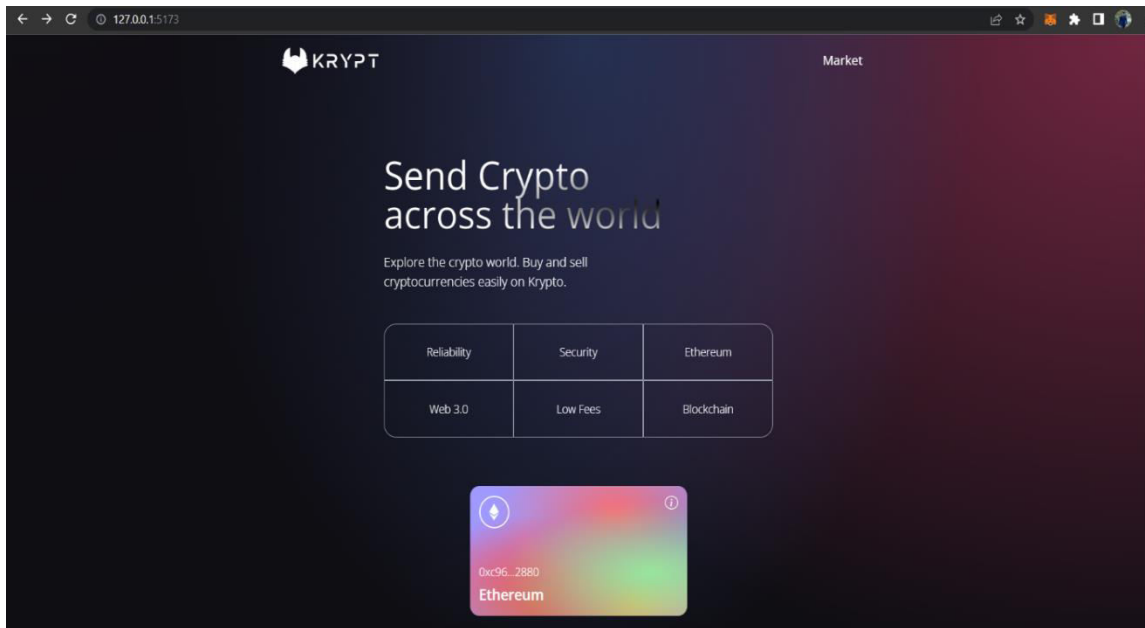 127.0.0.1:5173
KRYPT
Market
Send Crypto
across the world
Explore the crypto world. Buy and sell
cryptocurrencies easily on Krypto.
Reliability
Security
Ethereum
Web 3.0
Low Fees
Blockchain
0xc96...2880
Ethereum